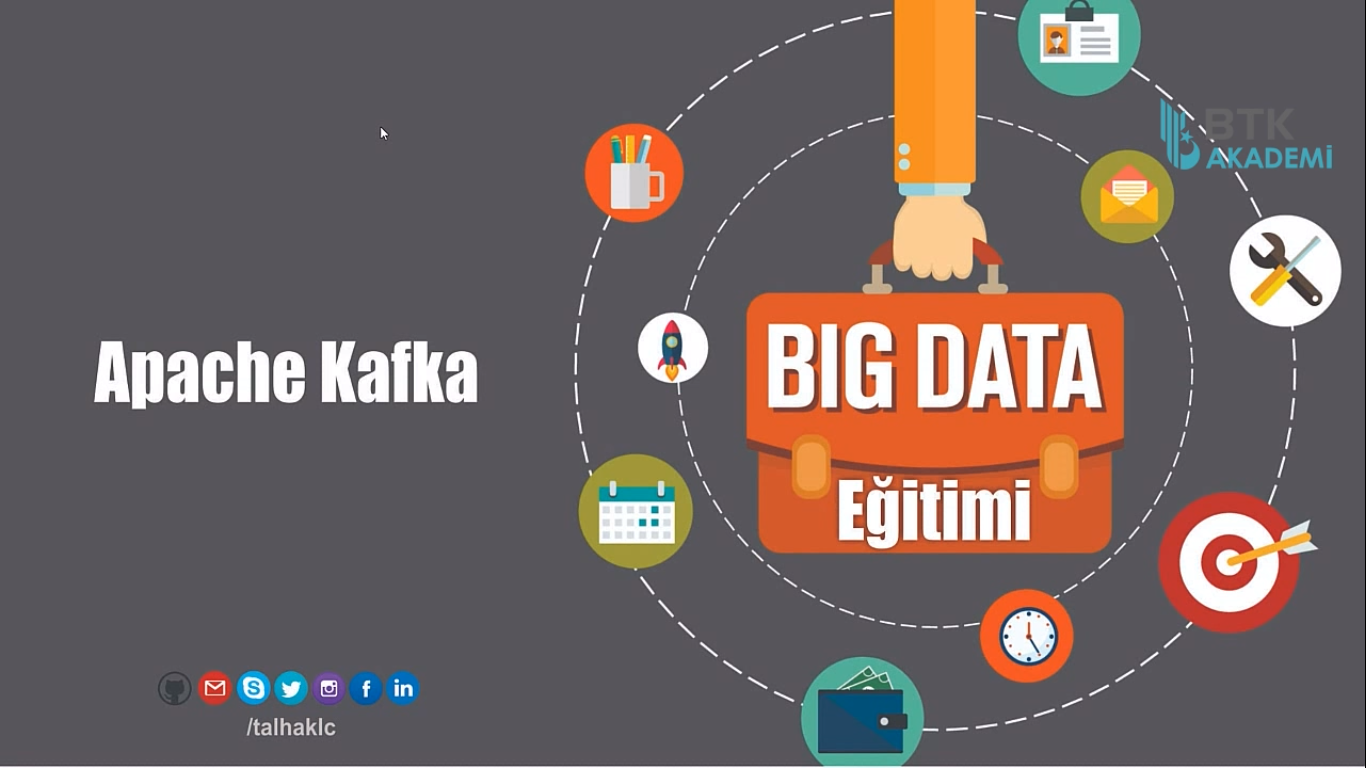 Apache Kafka
BTK
AKADEMİ
BIG DATA
Eğitimi
/talhaklc